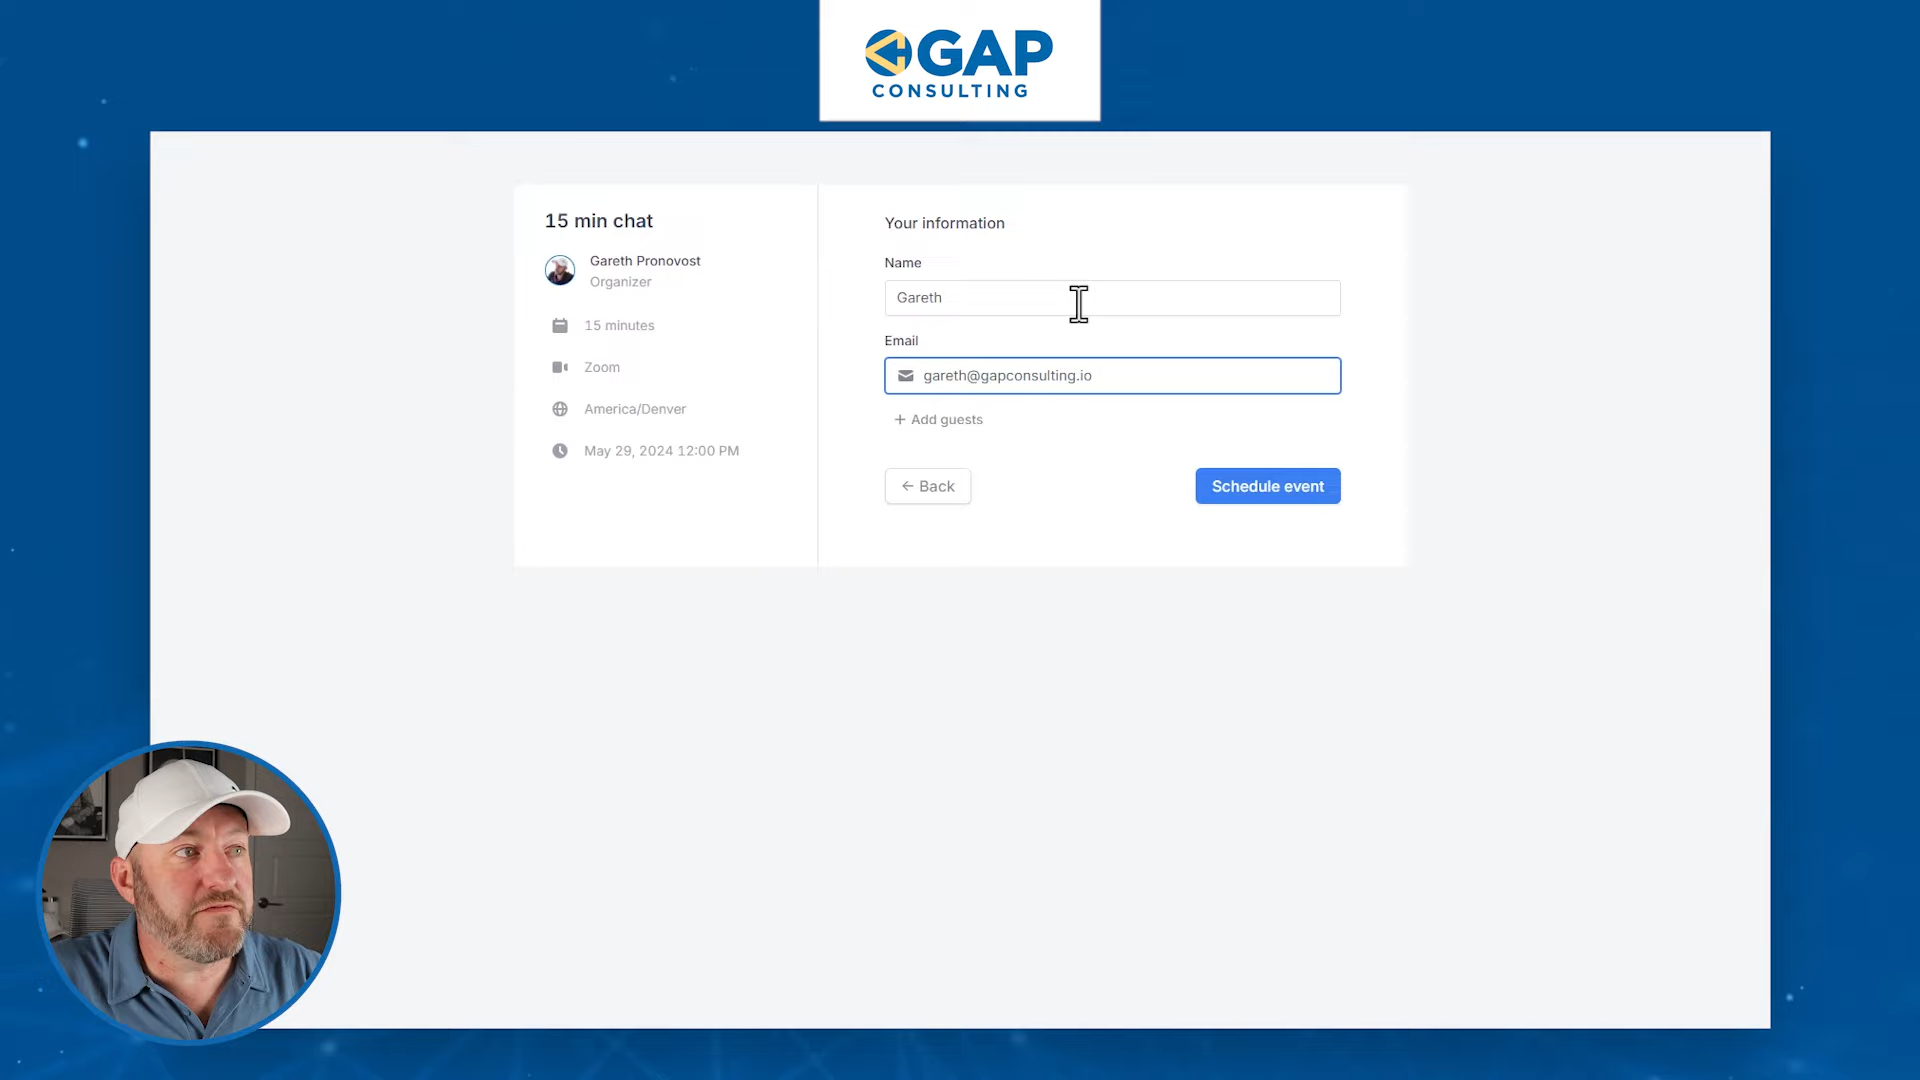 GAP
CONSULTING
15 min chat
Gareth Pronovost
Organizer
15 minutes
Zoom
America/Denver
May 29, 2024 12:00 PM
Your information
Name
Gareth
Email
gareth@gapconsulting.io
+ Add guests
← Back
Schedule event